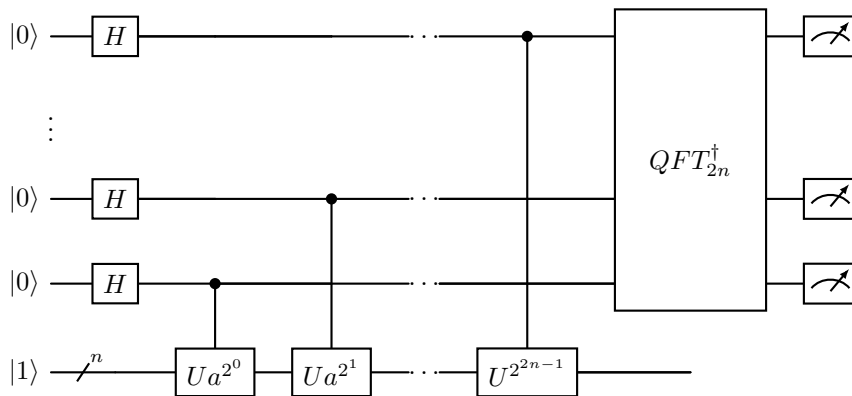 |0⟩ H · · ·
⋮
QFT†2n
|0⟩ H · · ·
|0⟩ H · · ·
|1⟩ n Ua^{2^0} Ua^{2^1} · · · U^{2^{2n−1}}